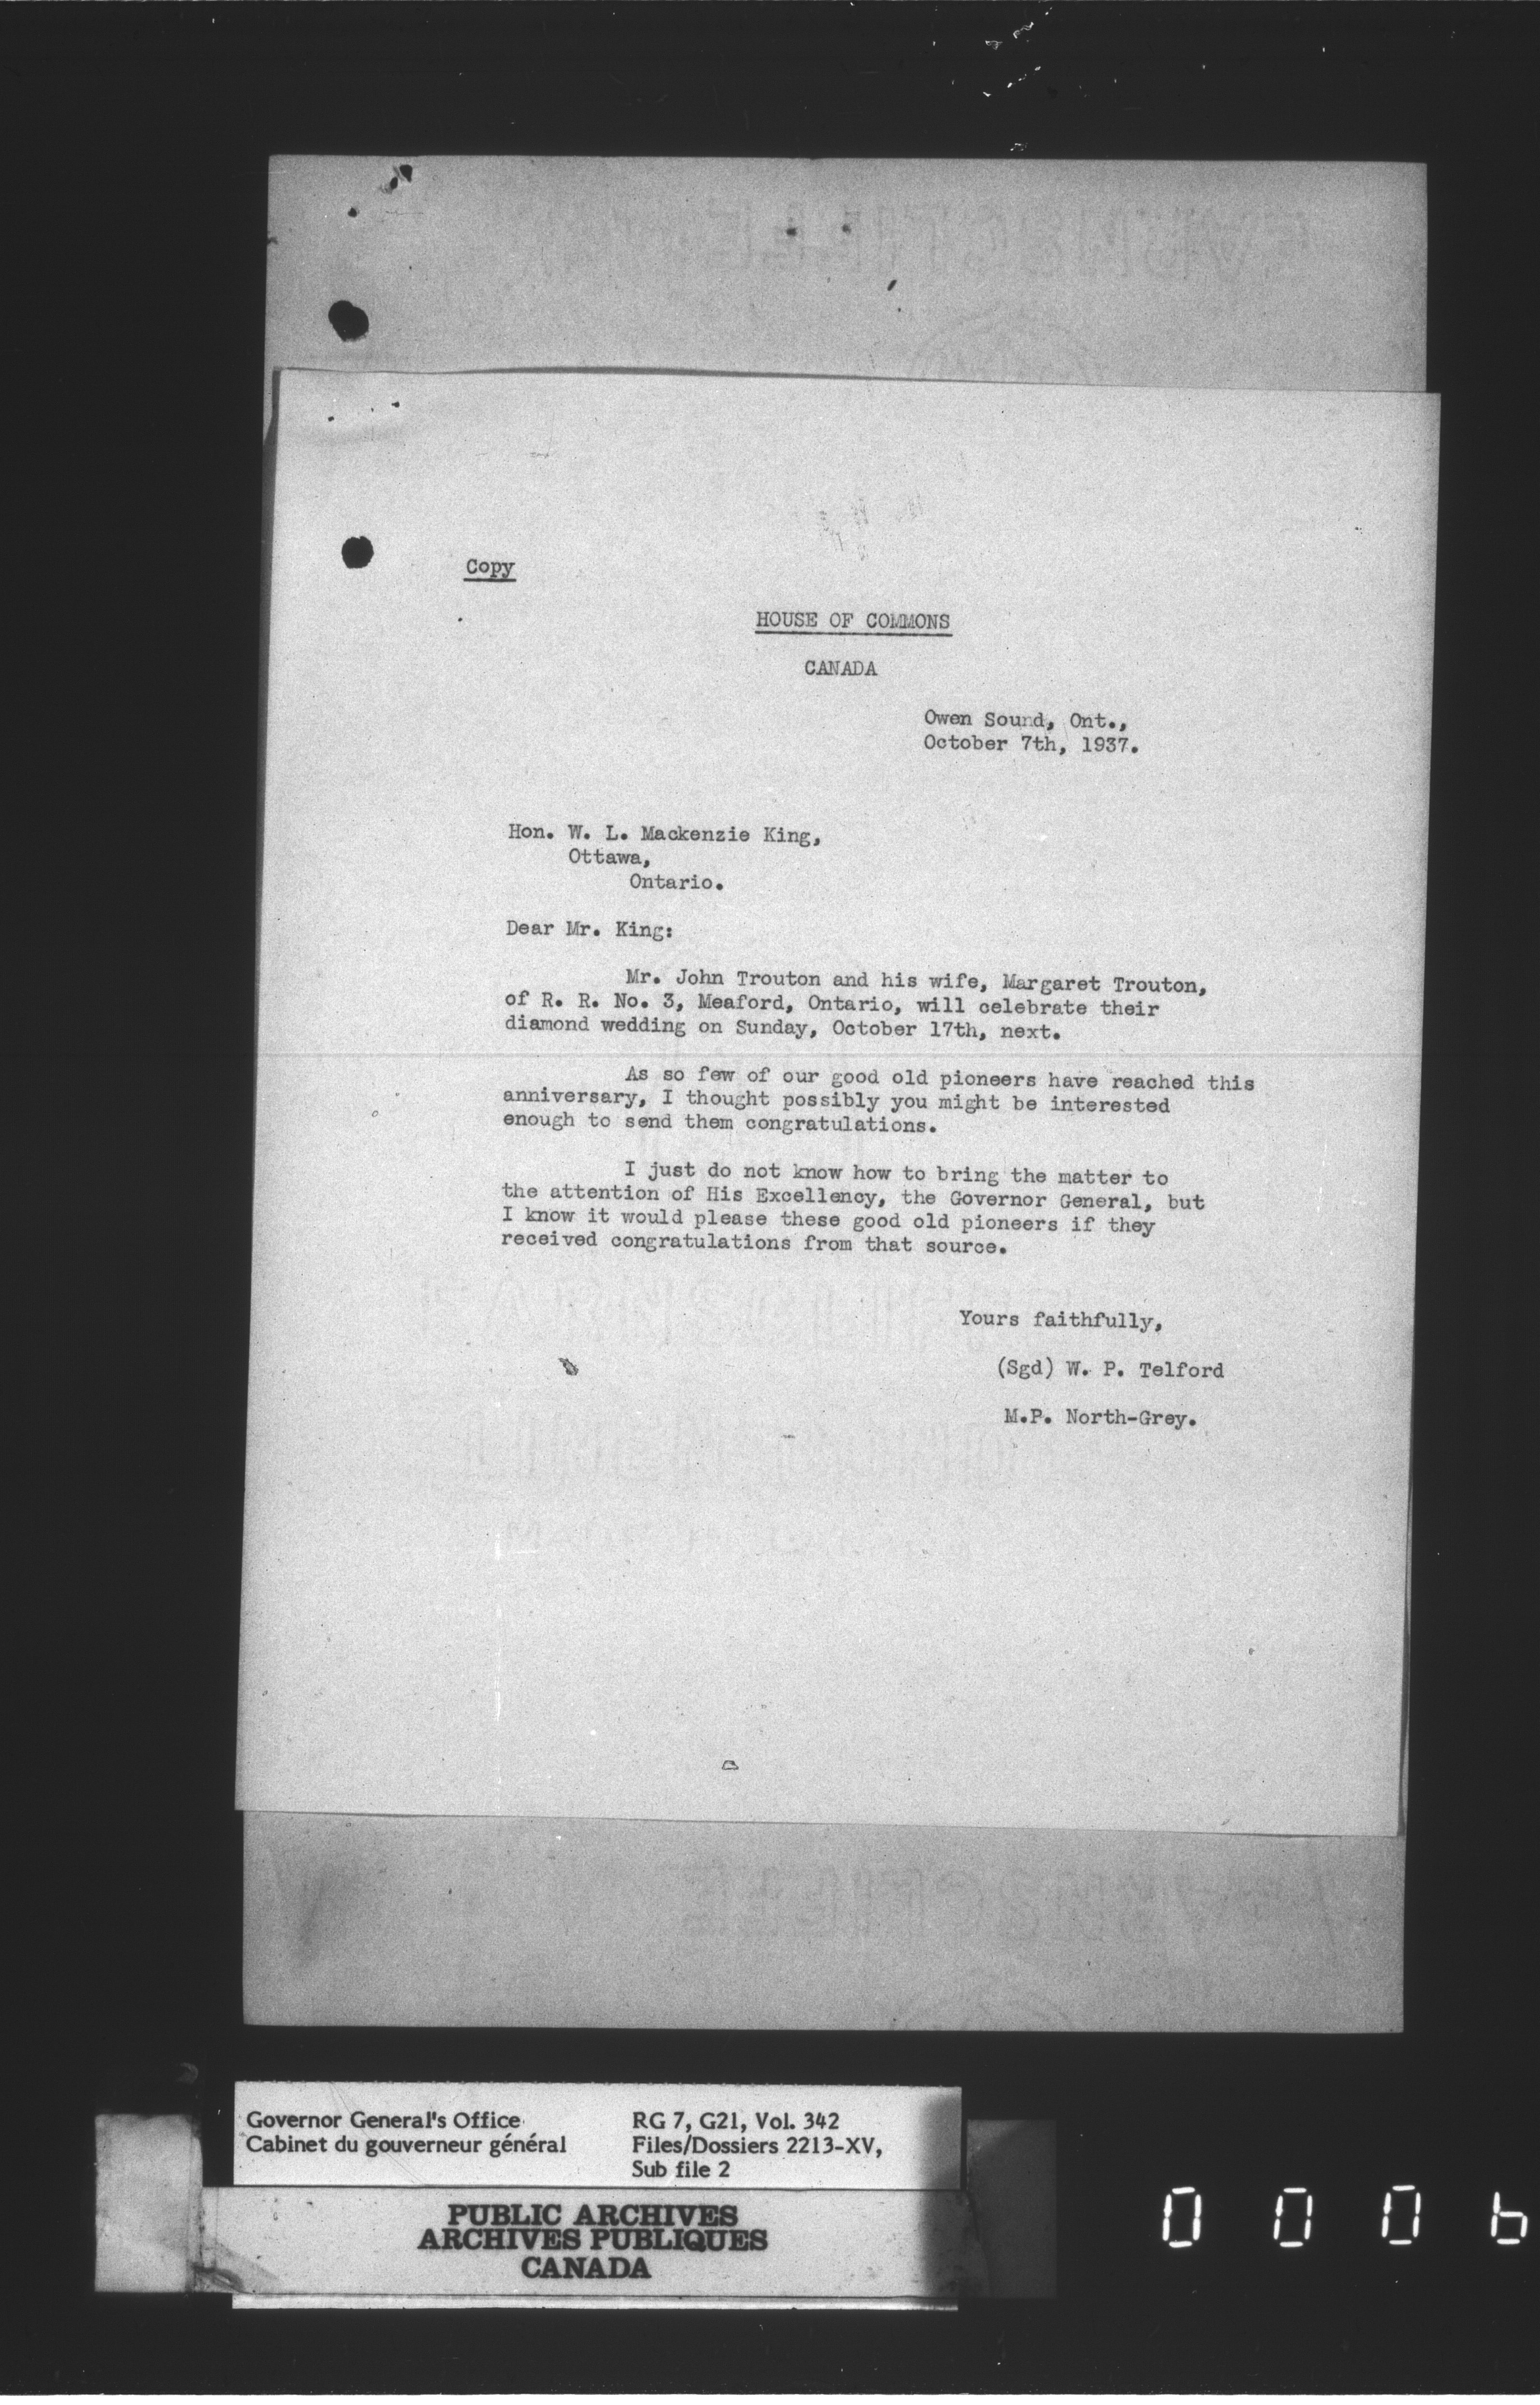 Copy
HOUSE OF COMMONS
CANADA
Owen Sound, Ont.,
October 7th, 1937.
Hon. W. L. Mackenzie King,
Ottawa,
Ontario.
Dear Mr. King:
Mr. John Trouton and his wife, Margaret Trouton,
of R. R. No. 3, Meaford, Ontario, will celebrate their
diamond wedding on Sunday, October 17th, next.
As so few of our good old pioneers have reached this
anniversary, I thought possibly you might be interested
enough to send them congratulations.
I just do not know how to bring the matter to
the attention of His Excellency, the Governor General, but
I know it would please these good old pioneers if they
received congratulations from that source.
Yours faithfully,
(Sgd) W. P. Telford
M.P. North-Grey.
Governor General's Office
Cabinet du gouverneur général
RG 7, G21, Vol. 342
Files/Dossiers 2213-XV,
Sub file 2
PUBLIC ARCHIVES
ARCHIVES PUBLIQUES
CANADA
0 0 0 6